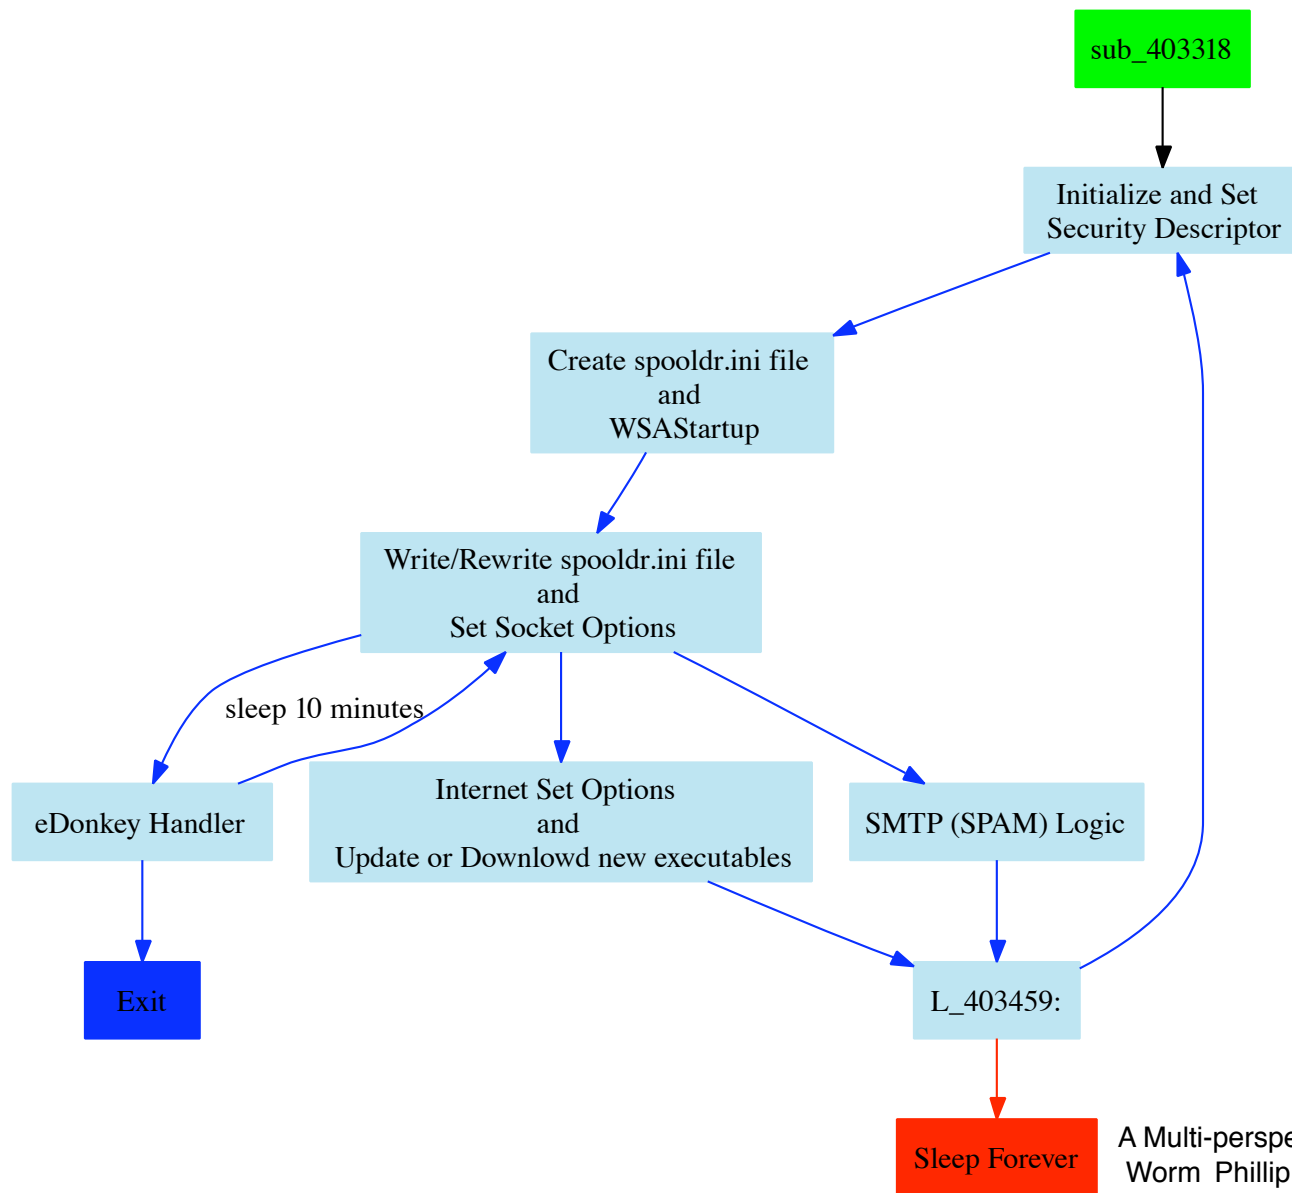 sub_403318
Initialize and Set
Security Descriptor
Create spooldr.ini file
and
WSAStartup
Write/Rewrite spooldr.ini file
and
Set Socket Options
sleep 10 minutes
eDonkey Handler
Internet Set Options
and
Update or Downlowd new executables
SMTP (SPAM) Logic
Exit
L_403459:
Sleep Forever
A Multi-perspe
Worm Phillip